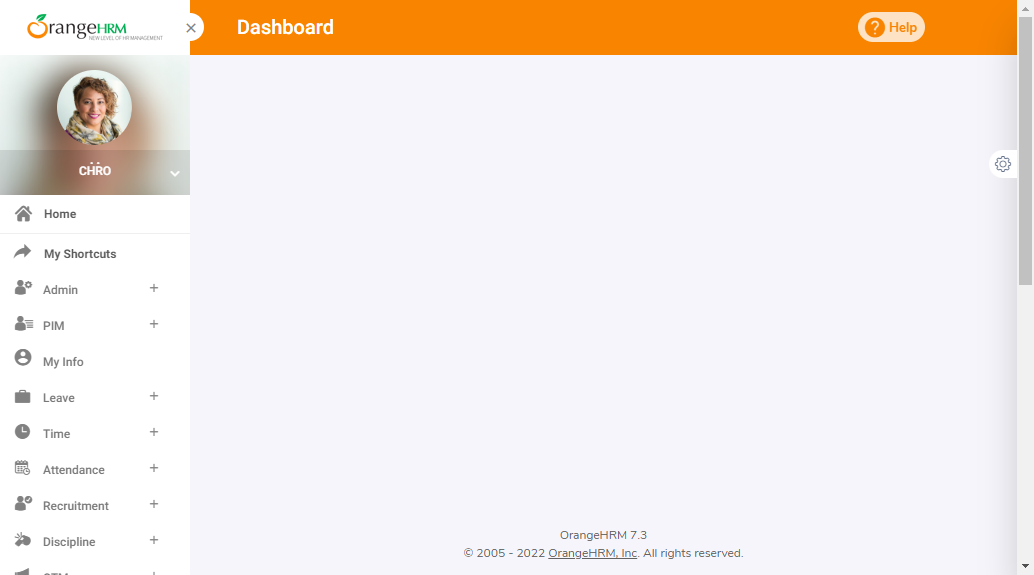 OrangeHRM
NEW LEVEL OF HR MANAGEMENT
Dashboard
Help
CHRO
Home
My Shortcuts
Admin
PIM
My Info
Leave
Time
Attendance
Recruitment
Discipline
OrangeHRM 7.3
© 2005 - 2022 OrangeHRM, Inc. All rights reserved.